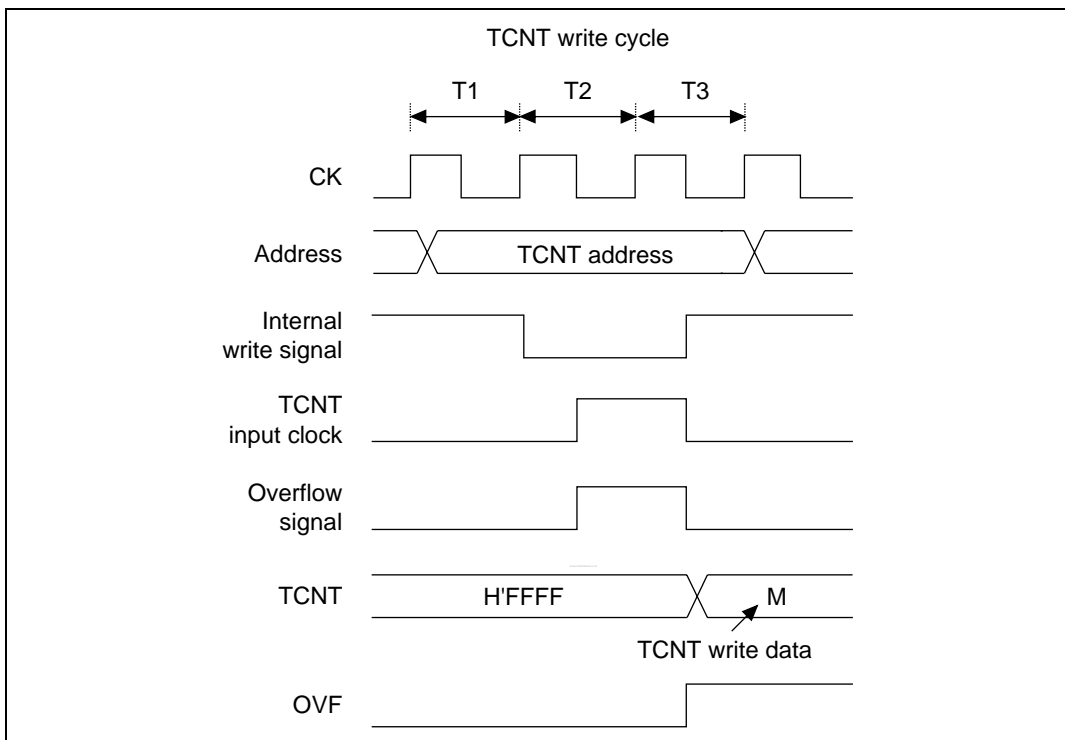 TCNT write cycle
T1
T2
T3
CK
Address
TCNT address
Internal
write signal
TCNT
input clock
Overflow
signal
TCNT
H'FFFF
M
TCNT write data
OVF